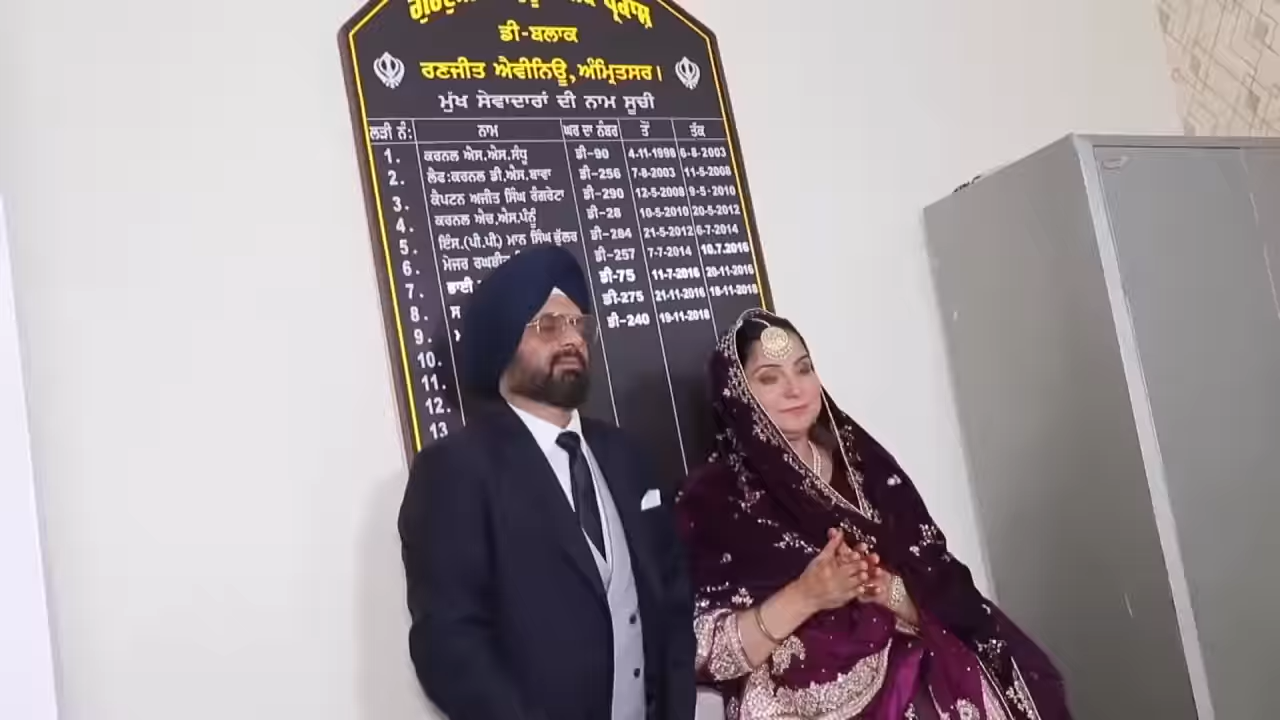 ਡੀ-ਬਲਾਕ
ਰਣਜੀਤ ਐਵੀਨਿਊ, ਅੰਮ੍ਰਿਤਸਰ।
ਮੁੱਖ ਸੇਵਾਦਾਰਾਂ ਦੀ ਨਾਮ ਸੂਚੀ
ਲੜੀ ਨੰ: ਨਾਮ ਘਰ ਦਾ ਨੰਬਰ ਤੋਂ ਤੱਕ
1. ਕਰਨਲ ਐਸ.ਐਸ.ਸੰਧੂ ਡੀ-90 4-11-1998 6-8-2003
2. ਲੈਫ:ਕਰਨਲ ਡੀ.ਐਸ.ਬਾਵਾ ਡੀ-256 7-8-2003 11-5-2008
3. ਕੈਪਟਨ ਅਜੀਤ ਸਿੰਘ ਰੰਗਰੇਟਾ ਡੀ-290 12-5-2008 9-5-2010
4. ਕਰਨਲ ਐਚ.ਐਸ.ਪੰਨੂੰ ਡੀ-28 10-5-2010 20-5-2012
5. ਇੰਸ.(ਪੀ.ਪੀ.) ਮਾਨ ਸਿੰਘ ਭੁੱਲਰ ਡੀ-284 21-5-2012 6-7-2014
6. ਮੇਜਰ ਰਘਬੀਰ ਡੀ-257 7-7-2014 10.7.2016
7. ਭਾਈ ਡੀ-75 11-7-2016 20-11-2016
8. ਡੀ-275 21-11-2016 18-11-2018
9. ਡੀ-240 19-11-2018
10.
11.
12.
13